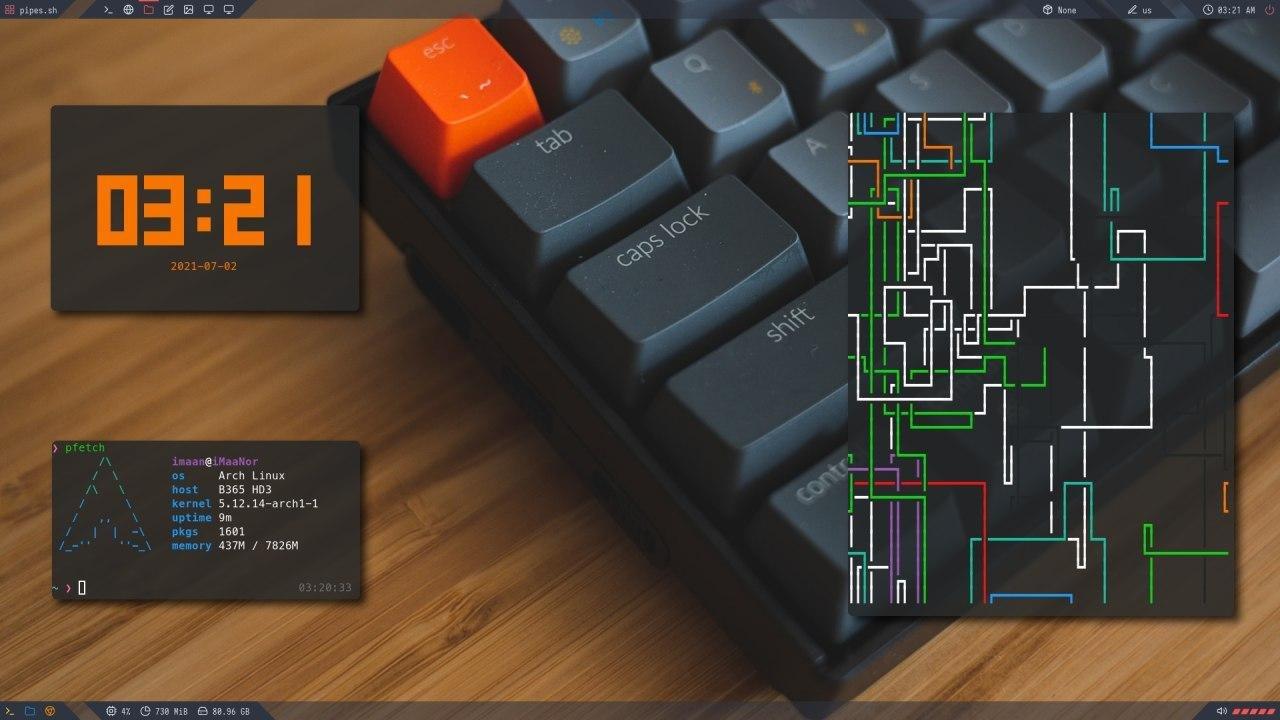 pipes.sh
None
us
03:21 AM
esc
Q
tab
A
S
caps lock
shift
contr
03:21
2021-07-02
❯ pfetch
imaan@iMaaNor
os Arch Linux
host B365 HD3
kernel 5.12.14-arch1-1
uptime 9m
pkgs 1601
memory 437M / 7826M
~ ❯
03:20:33
4%
730 MiB
80.96 GB